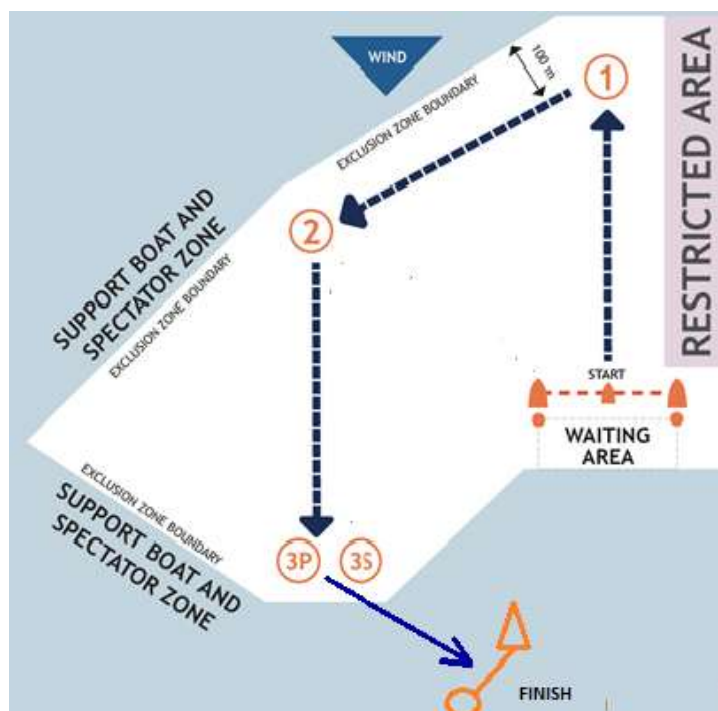 WIND
100 m
1
RESTRICTED AREA
EXCLUSION ZONE BOUNDARY
2
SUPPORT BOAT AND
SPECTATOR ZONE
EXCLUSION ZONE BOUNDARY
START
WAITING
AREA
EXCLUSION ZONE BOUNDARY
SUPPORT BOAT AND
SPECTATOR ZONE
3P
3S
FINISH